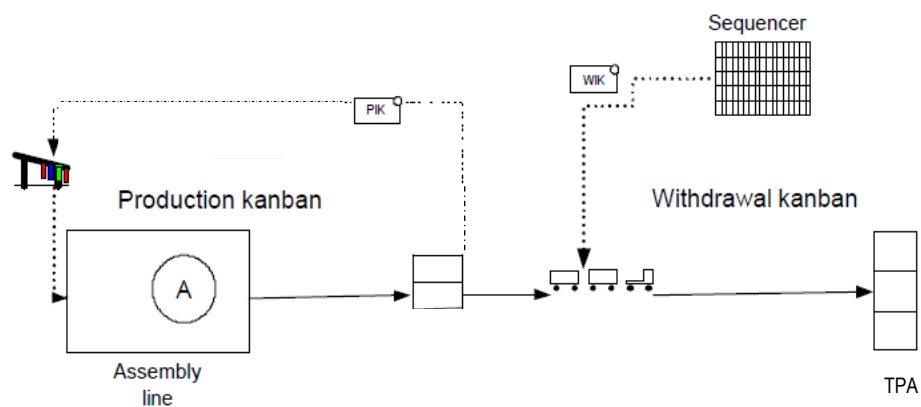 Sequencer
WIK
PIK
Production kanban
Withdrawal kanban
A
Assembly
line
TPA